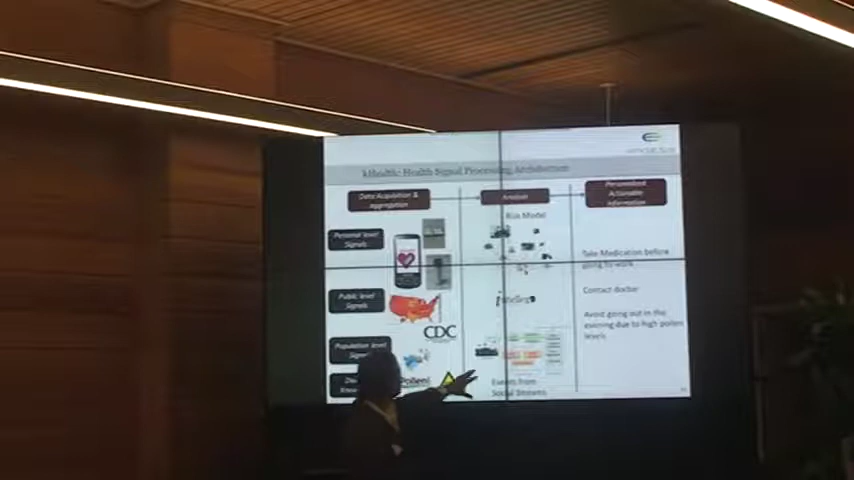 kHealth: Health Signal Processing Architecture
Data Acquisition &
aggregation
Analysis
Personalized
Actionable
Information
Personal level
Signals
Public level
Signals
Population level
Risk Model
CDC
Events from
Social Streams
Take Medication before
going to work
Contact doctor
Avoid going out in the
evening due to high pollen
levels